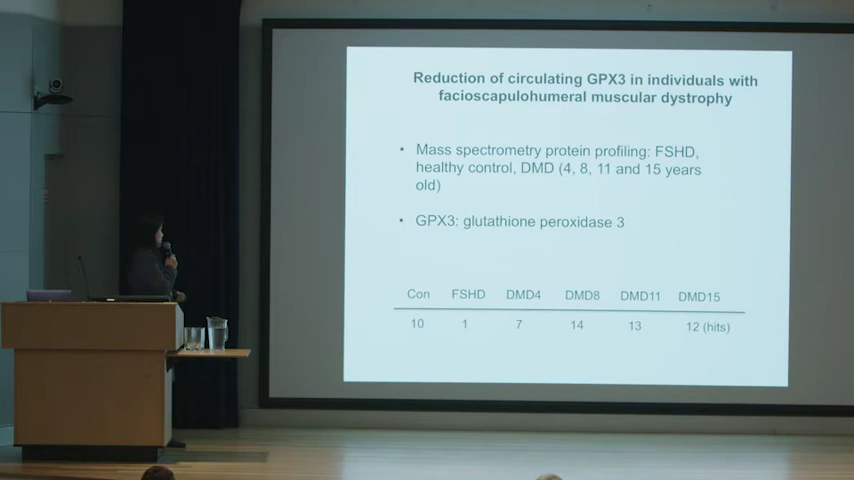 Reduction of circulating GPX3 in individuals with
facioscapulohumeral muscular dystrophy
• Mass spectrometry protein profiling: FSHD,
healthy control, DMD (4, 8, 11 and 15 years
old)
• GPX3: glutathione peroxidase 3
Con FSHD DMD4 DMD8 DMD11 DMD15
10 1 7 14 13 12 (hits)